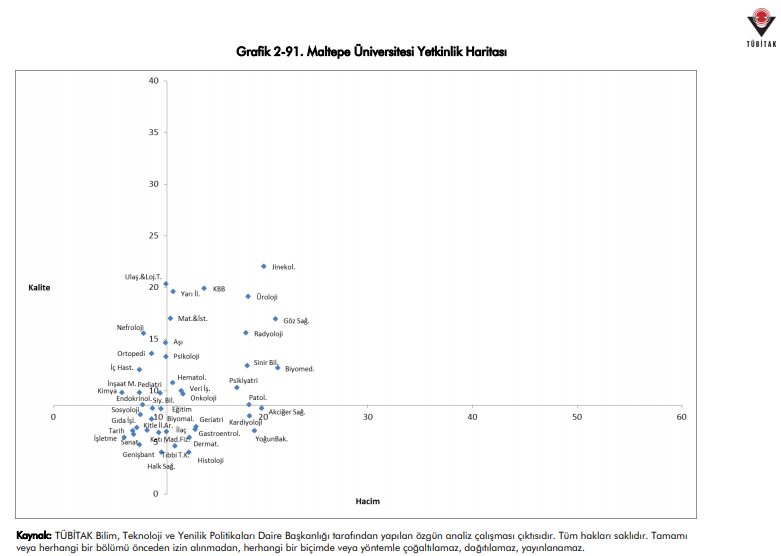 TÜBİTAK
Grafik 2-91. Maltepe Üniversitesi Yetkinlik Haritası
40
35
30
25
Jinekol.
Ulaş.&Loj.T.
20
KBB
Kalite
Yarı İl.
Üroloji
Mat.&İst.
Göz Sağ.
Nefroloji
15
Radyoloji
Aşı
Ortopedi
Psikoloji
İç Hast.
Sinir Bil.
Biyomed.
Hematol.
Psikiyatri
İnşaat M.
Pediatri
Kimya
10
Veri İş.
Endokrinol.
Siy. Bil.
Onkoloji
Patol.
Sosyoloji
Eğitim
Akciğer Sağ.
0
10
20
30
40
50
60
Gıda İşl.
Biyomal.
Geriatri
Kardiyoloji
Tarih
Kitle İl.Ar.
İlaç
Gastroentrol.
İşletme
Sanat
5
Katı Mad.Fiz.
Dermat.
YoğunBak.
Genişbant
Tıbbi T.K.
Histoloji
Halk Sağ.
0
Hacim
Kaynak: TÜBİTAK Bilim, Teknoloji ve Yenilik Politikaları Daire Başkanlığı tarafından yapılan özgün analiz çalışması çıktısıdır. Tüm hakları saklıdır. Tamamı
veya herhangi bir bölümü önceden izin alınmadan, herhangi bir biçimde veya yöntemle çoğaltılamaz, dağıtılamaz, yayınlanamaz.